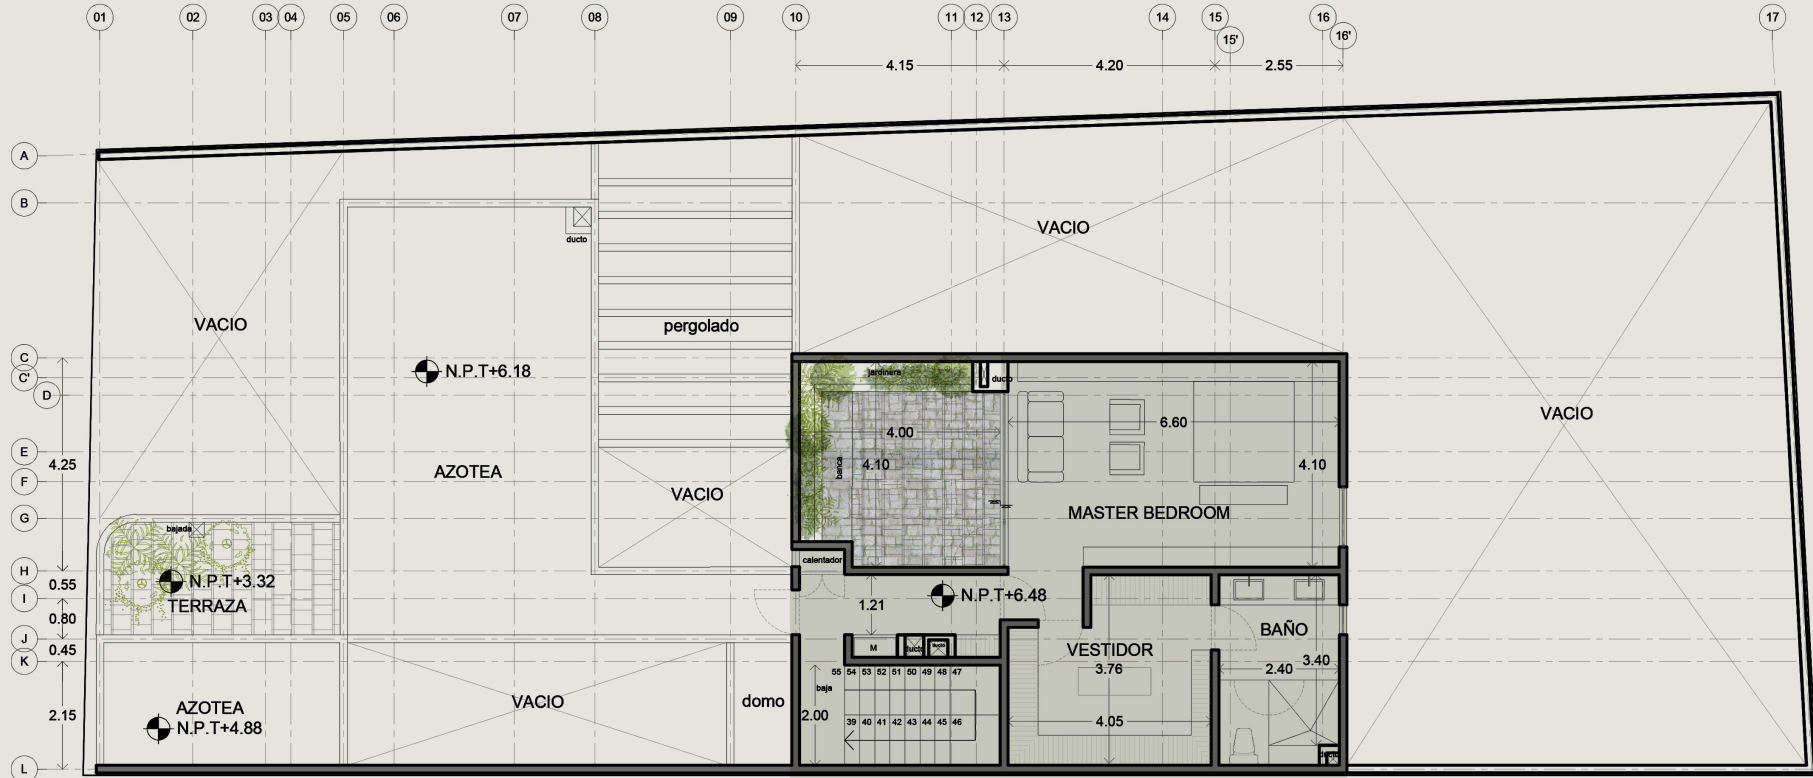 01 02 03 04 05 06 07 08 09 10 11 12 13 14 15 16 17
15' 16'
4.15 4.20 2.55
A
B
ducto
VACIO
VACIO
pergolado
C
C'
D
N.P.T+6.18
jardinera
ducto
6.60
4.00
VACIO
E
4.25
AZOTEA
banca
4.10
4.10
F
VACIO
G
bajada
MASTER BEDROOM
H
calentador
0.55
N.P.T+3.32
N.P.T+6.48
I
TERRAZA
1.21
0.80
BAÑO
J
0.45
M
ducto
ducto
VESTIDOR
3.40
K
3.76
2.40
55 54 53 52 51 50 49 48 47
baja
AZOTEA
VACIO
domo
2.15
2.00
N.P.T+4.88
39 40 41 42 43 44 45 46
4.05
ducto
L